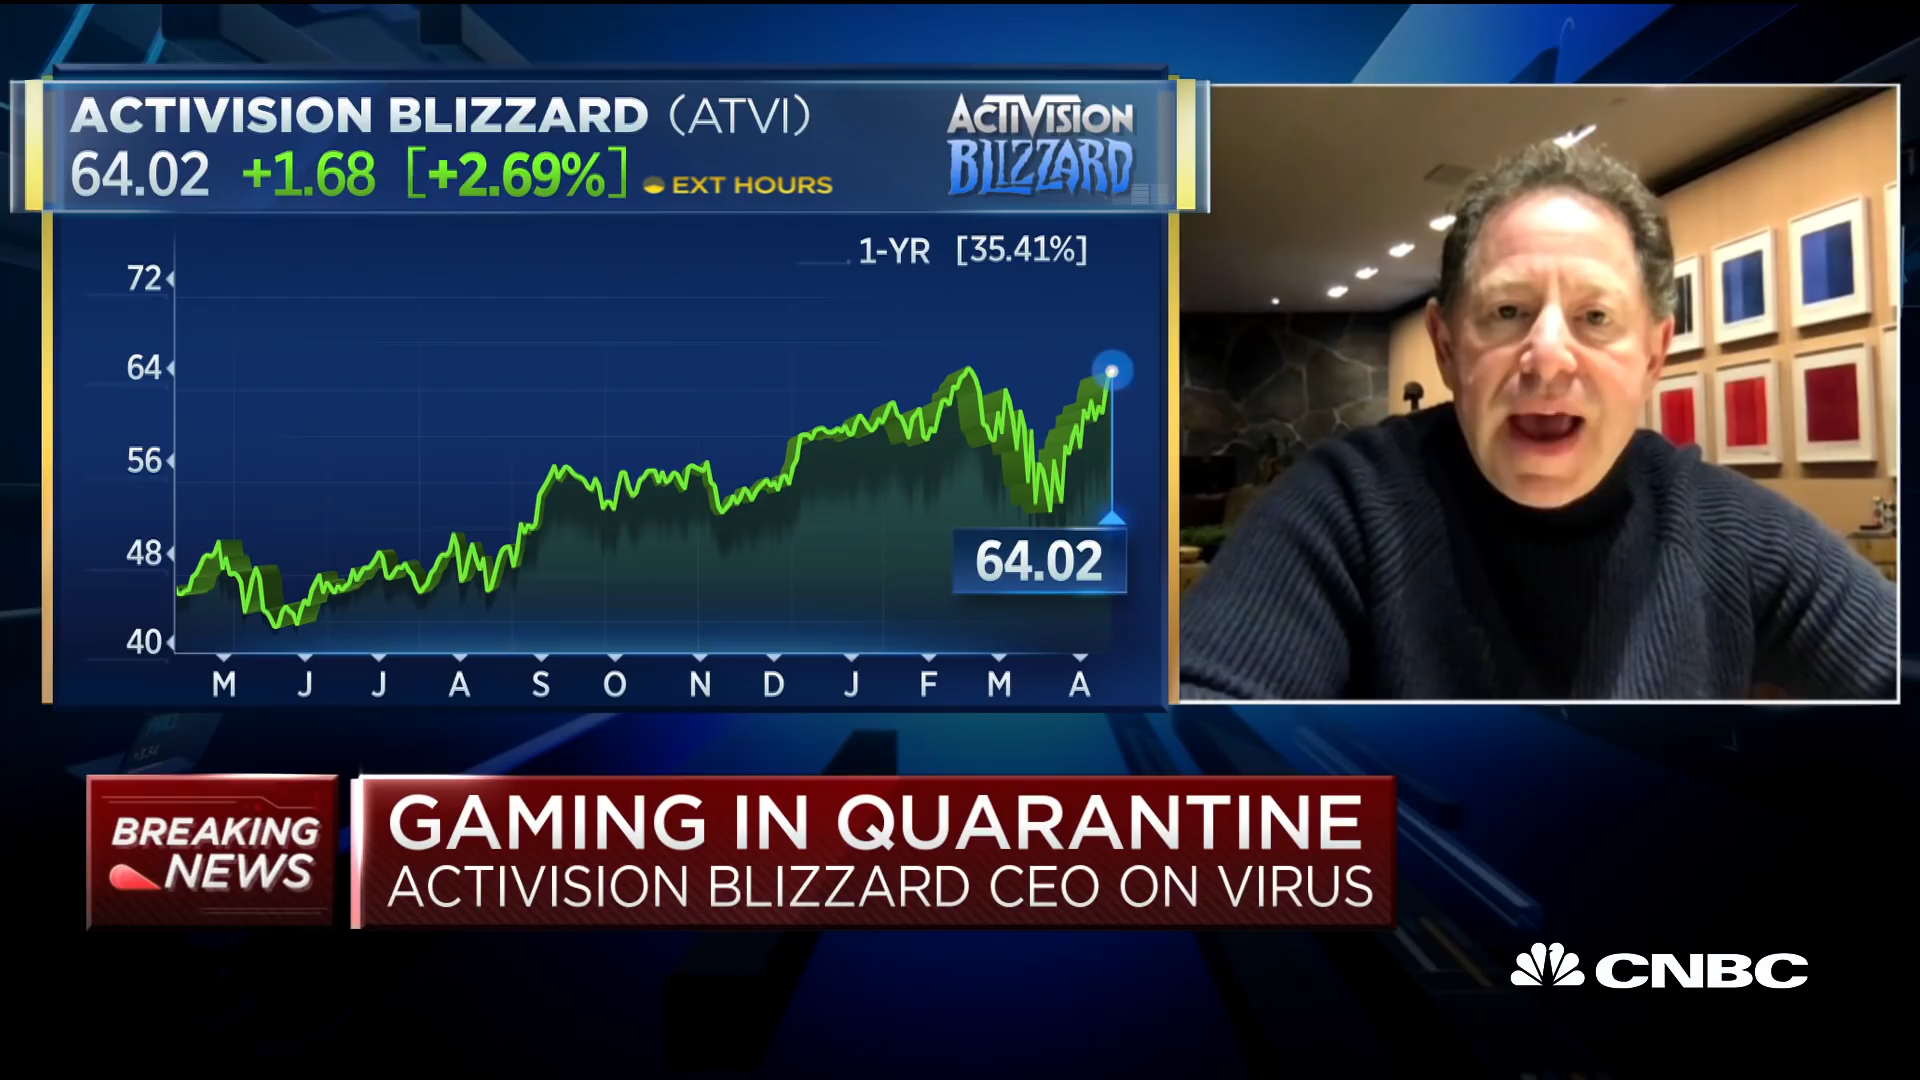 ACTIVISION BLIZZARD (ATVI)
64.02 +1.68 [+2.69%] EXT HOURS
ACTIVISION
BLIZZARD
1-YR [35.41%]
72
64
56
48
40
64.02
M J J A S O N D J F M A
BREAKING
NEWS
GAMING IN QUARANTINE
ACTIVISION BLIZZARD CEO ON VIRUS
CNBC